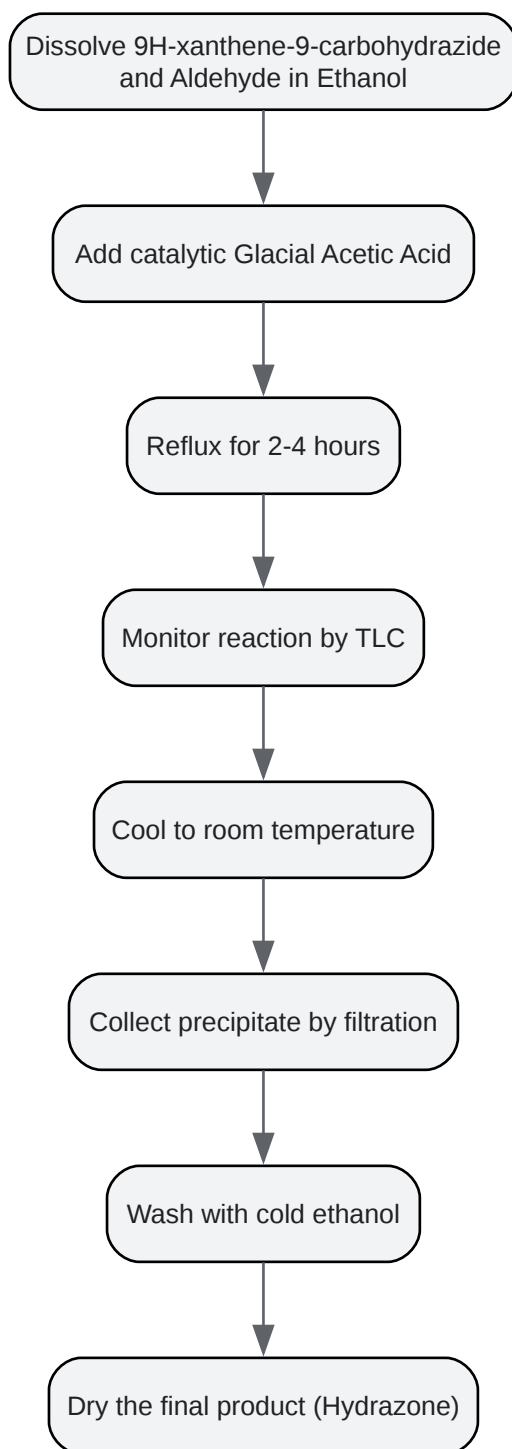 Dissolve 9H-xanthene-9-carbohydrazide
and Aldehyde in Ethanol
Add catalytic Glacial Acetic Acid
Reflux for 2-4 hours
Monitor reaction by TLC
Cool to room temperature
Collect precipitate by filtration
Wash with cold ethanol
Dry the final product (Hydrazone)